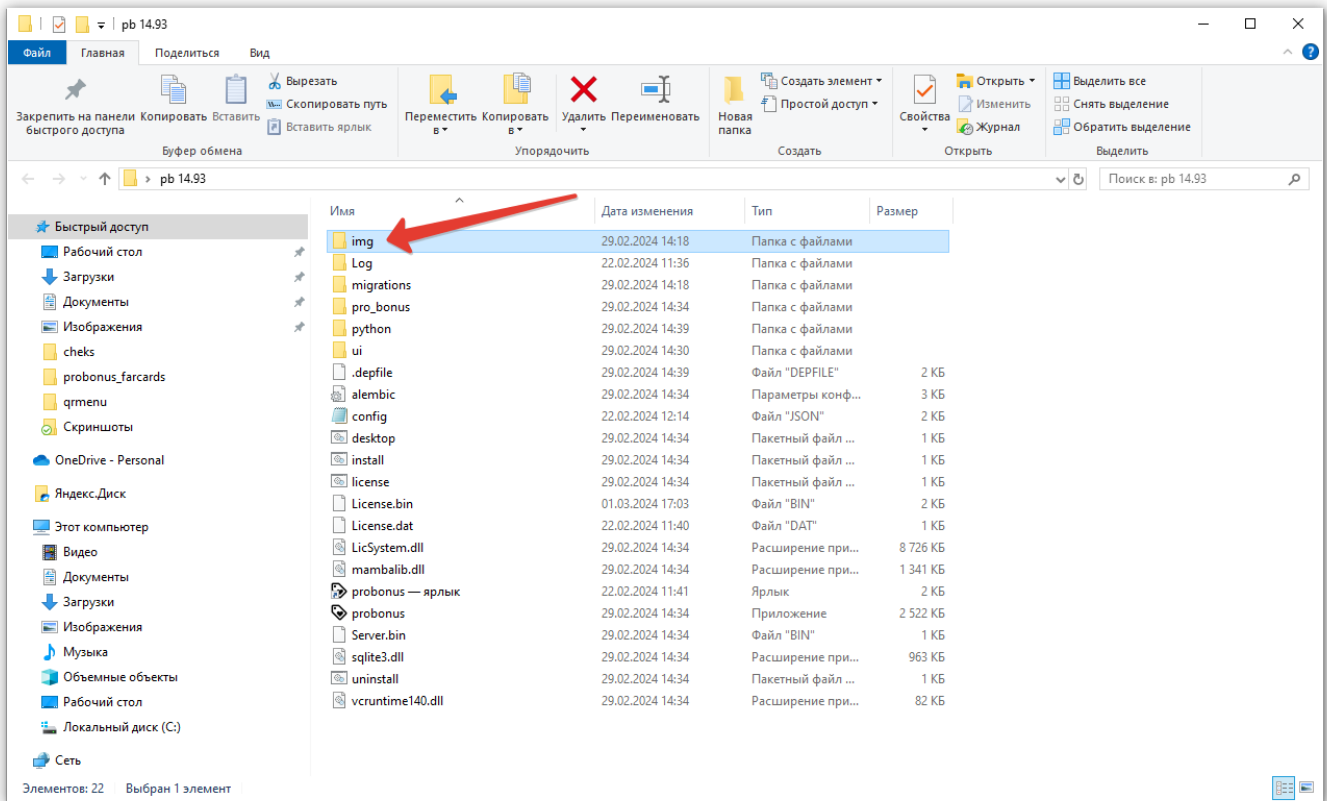 pb 14.93
Файл Главная Поделиться Вид
Закрепить на панели быстрого доступа
Копировать
Вставить
Вырезать
Скопировать путь
Вставить ярлык
Буфер обмена
Переместить в
Копировать в
Удалить
Переименовать
Упорядочить
Новая папка
Создать элемент
Простой доступ
Создать
Свойства
Открыть
Изменить
Журнал
Открыть
Выделить все
Снять выделение
Обратить выделение
Выделить
pb 14.93
Поиск в: pb 14.93
Быстрый доступ
Рабочий стол
Загрузки
Документы
Изображения
cheks
probonus_farcards
qrmenu
Скриншоты
OneDrive - Personal
Яндекс.Диск
Этот компьютер
Видео
Документы
Загрузки
Изображения
Музыка
Объемные объекты
Рабочий стол
Локальный диск (C:)
Сеть
Имя Дата изменения Тип Размер
img 29.02.2024 14:18 Папка с файлами
Log 22.02.2024 11:36 Папка с файлами
migrations 29.02.2024 14:18 Папка с файлами
pro_bonus 29.02.2024 14:34 Папка с файлами
python 29.02.2024 14:39 Папка с файлами
ui 29.02.2024 14:30 Папка с файлами
.depfile 29.02.2024 14:39 Файл "DEPFILE" 2 КБ
alembic 29.02.2024 14:34 Параметры конф... 3 КБ
config 22.02.2024 12:14 Файл "JSON" 2 КБ
desktop 29.02.2024 14:34 Пакетный файл ... 1 КБ
install 29.02.2024 14:34 Пакетный файл ... 1 КБ
license 29.02.2024 14:34 Пакетный файл ... 1 КБ
License.bin 01.03.2024 17:03 Файл "BIN" 2 КБ
License.dat 22.02.2024 11:40 Файл "DAT" 1 КБ
LicSystem.dll 29.02.2024 14:34 Расширение при... 8 726 КБ
mambalib.dll 29.02.2024 14:34 Расширение при... 1 341 КБ
probonus — ярлык 22.02.2024 11:41 Ярлык 2 КБ
probonus 29.02.2024 14:34 Приложение 2 522 КБ
Server.bin 29.02.2024 14:34 Файл "BIN" 1 КБ
sqlite3.dll 29.02.2024 14:34 Расширение при... 963 КБ
uninstall 29.02.2024 14:34 Пакетный файл ... 1 КБ
vcruntime140.dll 29.02.2024 14:34 Расширение при... 82 КБ
Элементов: 22 Выбран 1 элемент